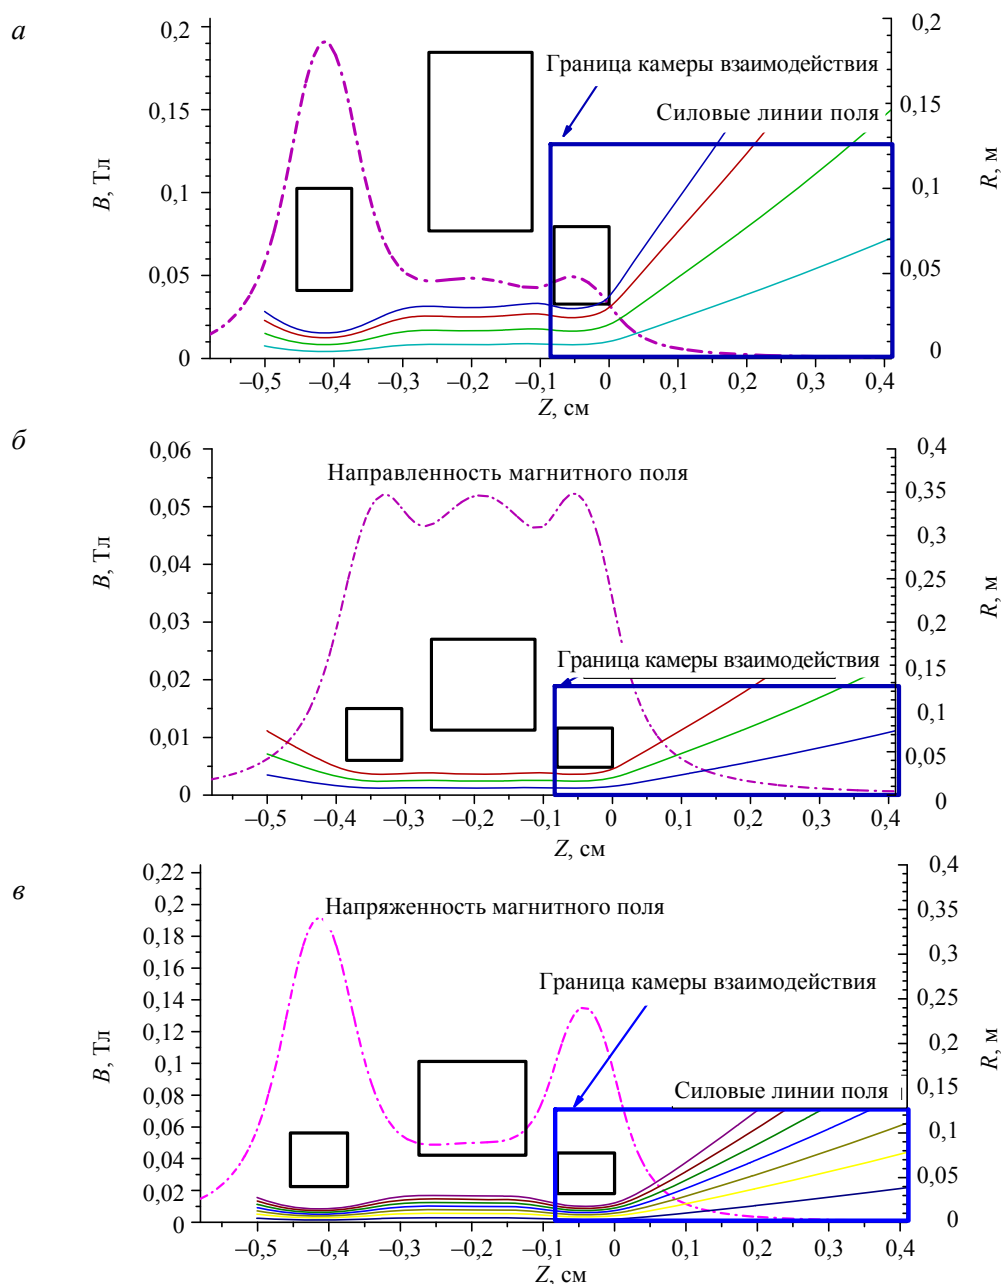 а
0,2
0,15
0,1
0,05
0
B, Тл
0,2
0,15
0,1
0,05
0
R, м
Граница камеры взаимодействия
Силовые линии поля
–0,5 –0,4 –0,3 –0,2 –0,1 0 0,1 0,2 0,3 0,4
Z, см
б
0,06
0,05
0,04
0,03
0,02
0,01
0
B, Тл
0,4
0,35
0,3
0,25
0,2
0,15
0,1
0,05
0
R, м
Направленность магнитного поля
Граница камеры взаимодействия
–0,5 –0,4 –0,3 –0,2 –0,1 0 0,1 0,2 0,3 0,4
Z, см
в
0,22
0,2
0,18
0,16
0,14
0,12
0,1
0,08
0,06
0,04
0,02
0
B, Тл
0,4
0,35
0,3
0,25
0,2
0,15
0,1
0,05
0
R, м
Напряженность магнитного поля
Граница камеры взаимодействия
Силовые линии поля
–0,5 –0,4 –0,3 –0,2 –0,1 0 0,1 0,2 0,3 0,4
Z, см